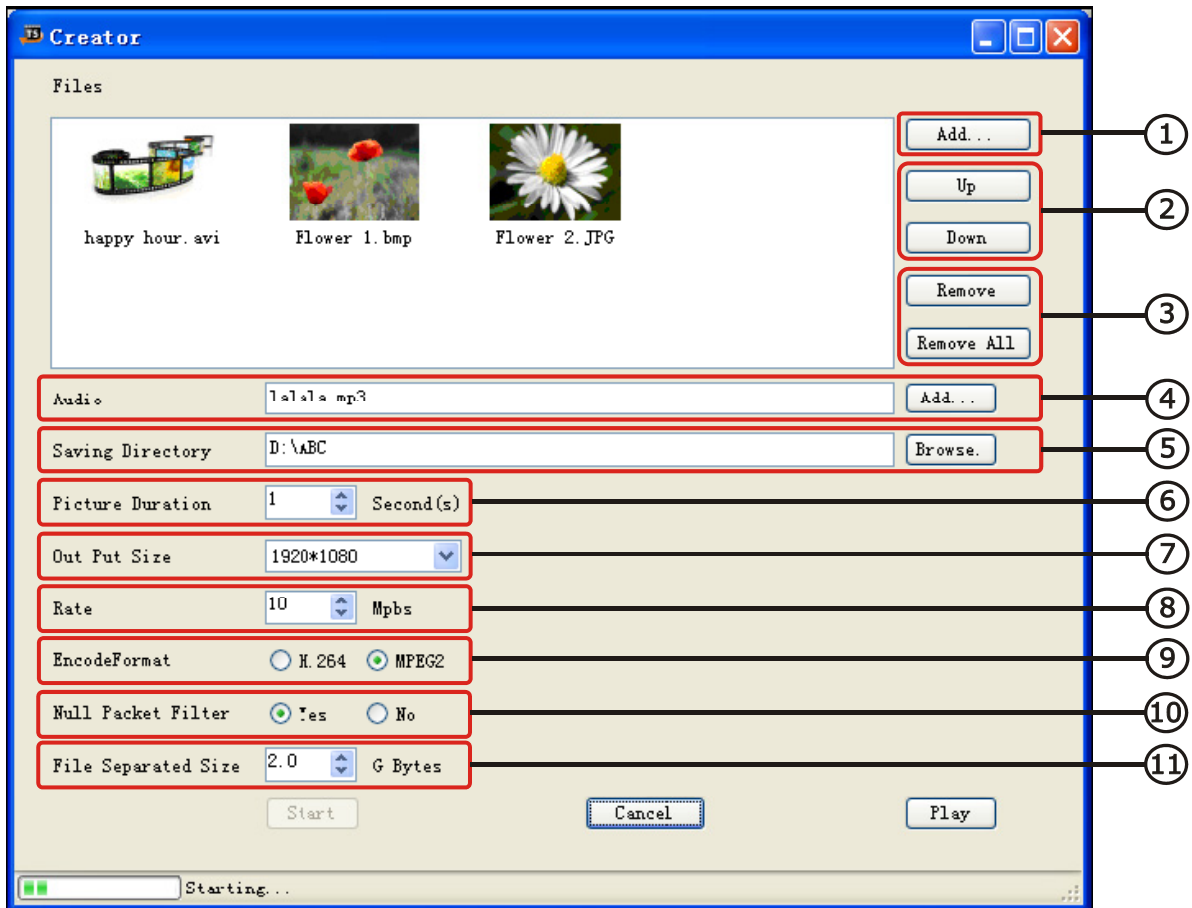 TS Creator
Files
Add...
1
Up
2
Down
happy hour.avi Flower 1.bmp Flower 2.JPG
Remove
3
Remove All
Audio lalala mp3 Add... 4
Saving Directory D:\ABC Browse. 5
Picture Duration 1 Second(s) 6
Out Put Size 1920*1080 7
Rate 10 Mpbs 8
EncodeFormat H.264 MPEG2 9
Null Packet Filter Yes No 10
File Separated Size 2.0 G Bytes 11
Start Cancel Play
Starting...